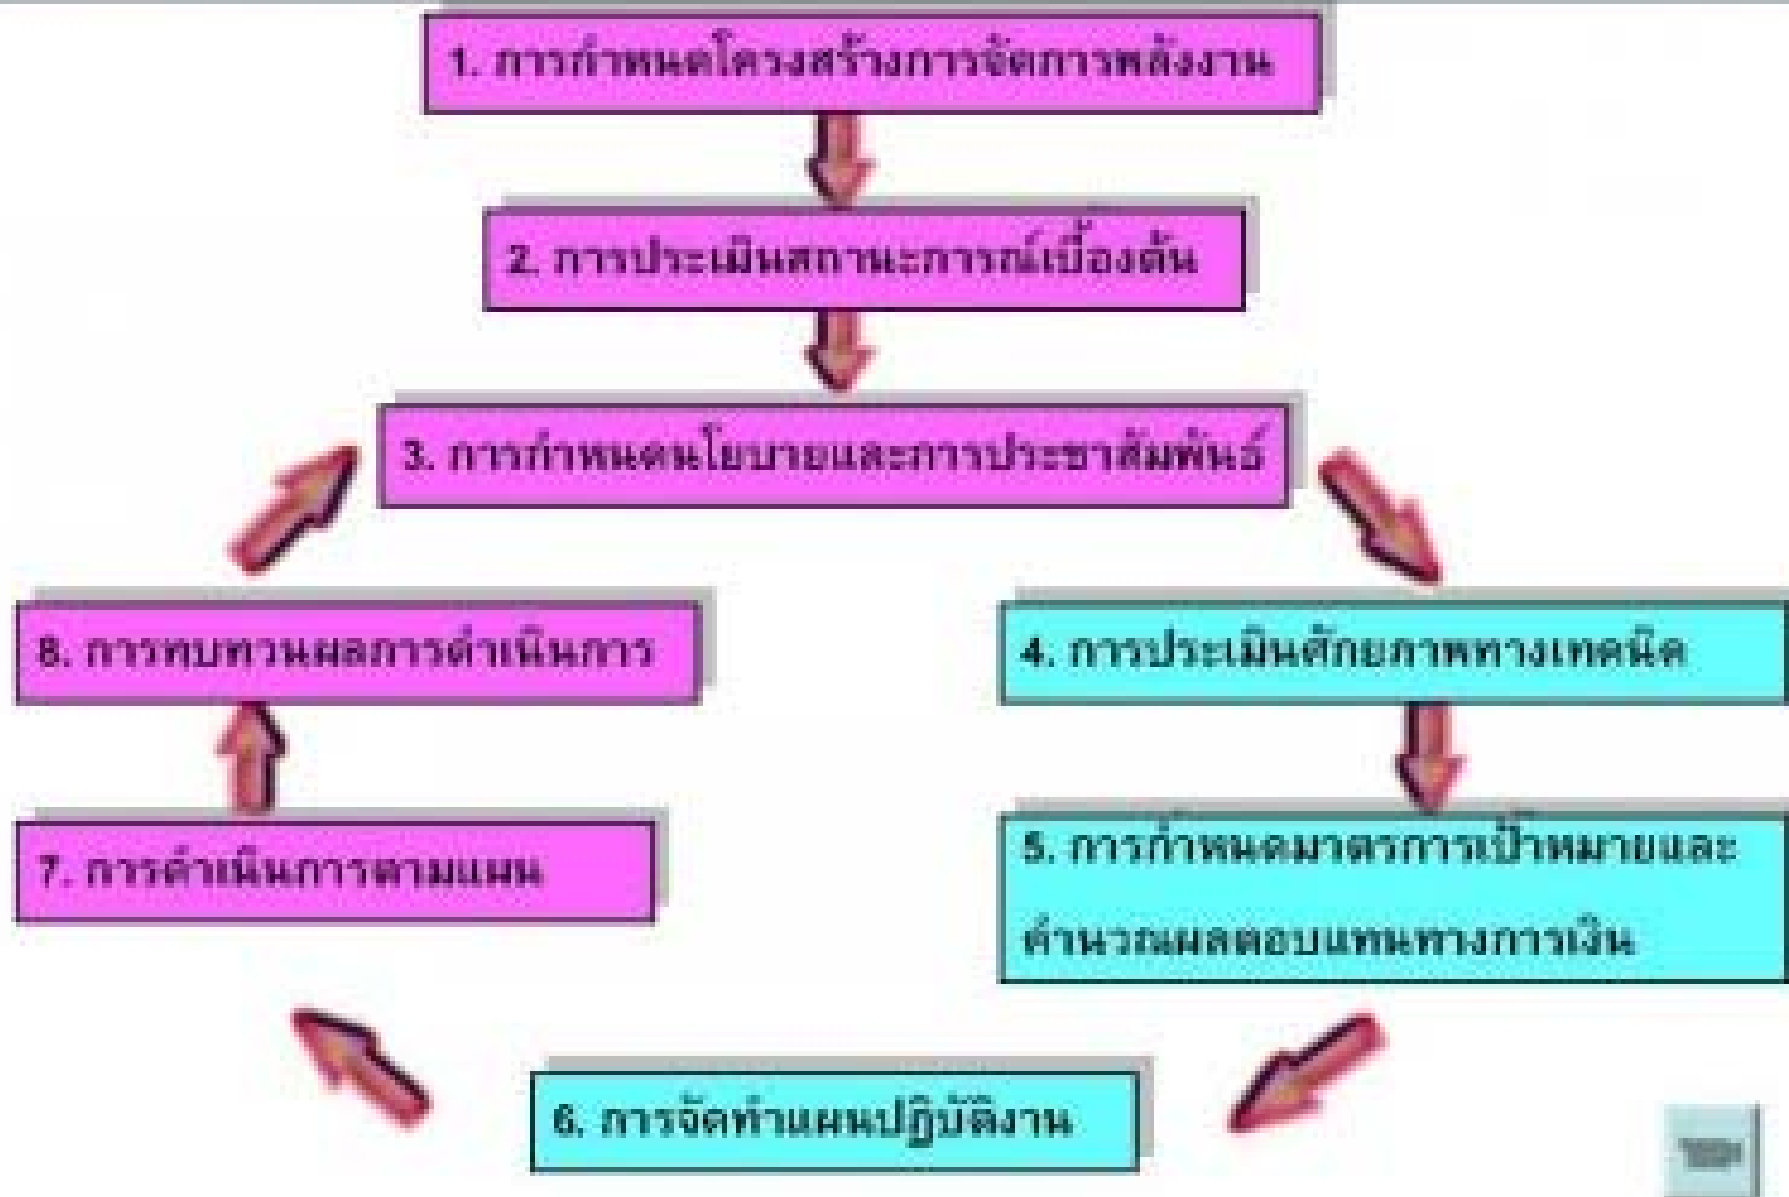 1. การกำหนดโครงสร้างการจัดการพลังงาน
2. การประเมินสถานะการณ์เบื้องต้น
3. การกำหนดนโยบายและการประชาสัมพันธ์
8. การทบทวนผลการดำเนินการ
4. การประเมินศักยภาพทางเทคนิค
7. การดำเนินการตามแผน
5. การกำหนดมาตรการเป้าหมายและ
คำนวณผลตอบแทนทางการเงิน
6. การจัดทำแผนปฏิบัติงาน